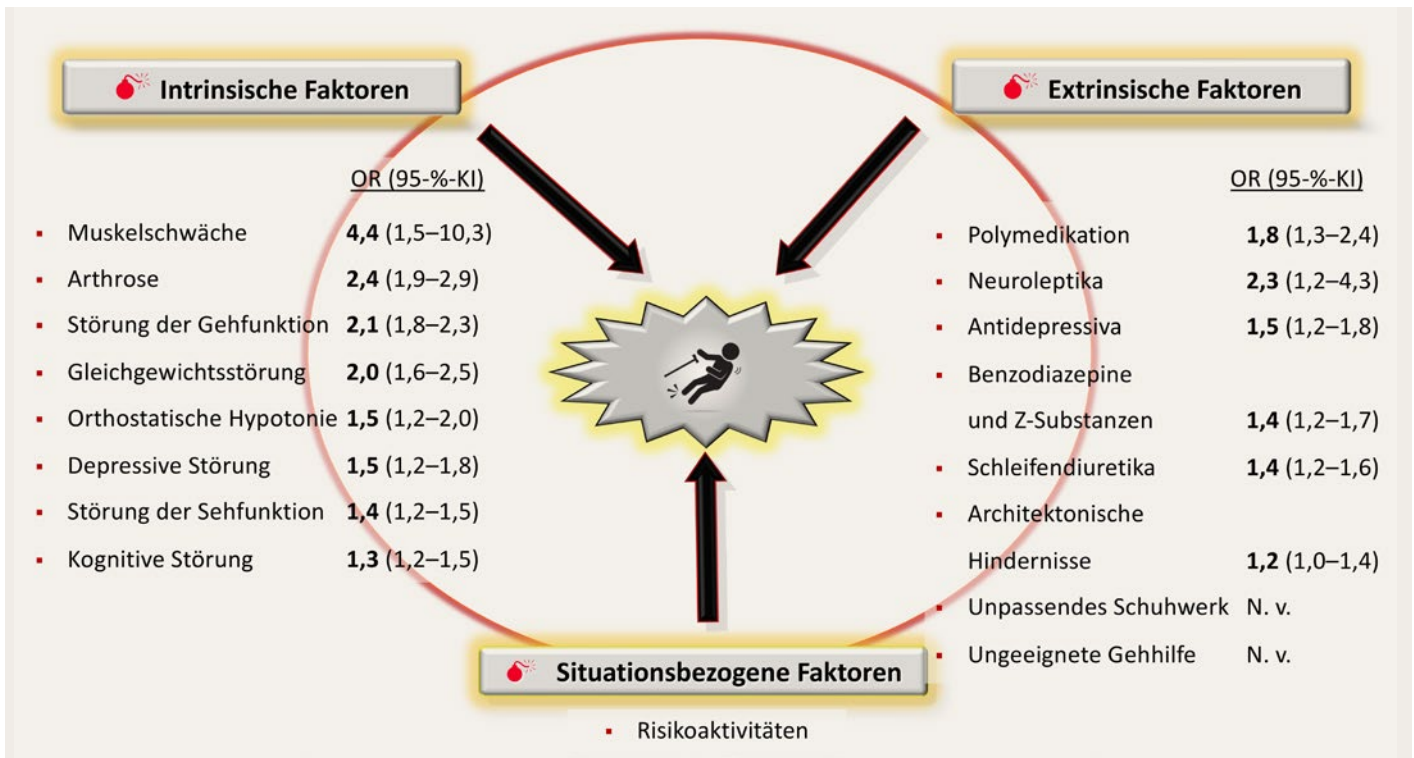 Intrinsische Faktoren
OR (95-%-KI)
Muskelschwäche 4,4 (1,5–10,3)
Arthrose 2,4 (1,9–2,9)
Störung der Gehfunktion 2,1 (1,8–2,3)
Gleichgewichtsstörung 2,0 (1,6–2,5)
Orthostatische Hypotonie 1,5 (1,2–2,0)
Depressive Störung 1,5 (1,2–1,8)
Störung der Sehfunktion 1,4 (1,2–1,5)
Kognitive Störung 1,3 (1,2–1,5)
Extrinsische Faktoren
OR (95-%-KI)
Polymedikation 1,8 (1,3–2,4)
Neuroleptika 2,3 (1,2–4,3)
Antidepressiva 1,5 (1,2–1,8)
Benzodiazepine
und Z-Substanzen 1,4 (1,2–1,7)
Schleifendiuretika 1,4 (1,2–1,6)
Architektonische
Hindernisse 1,2 (1,0–1,4)
Unpassendes Schuhwerk N. v.
Ungeeignete Gehhilfe N. v.
Situationsbezogene Faktoren
Risikoaktivitäten